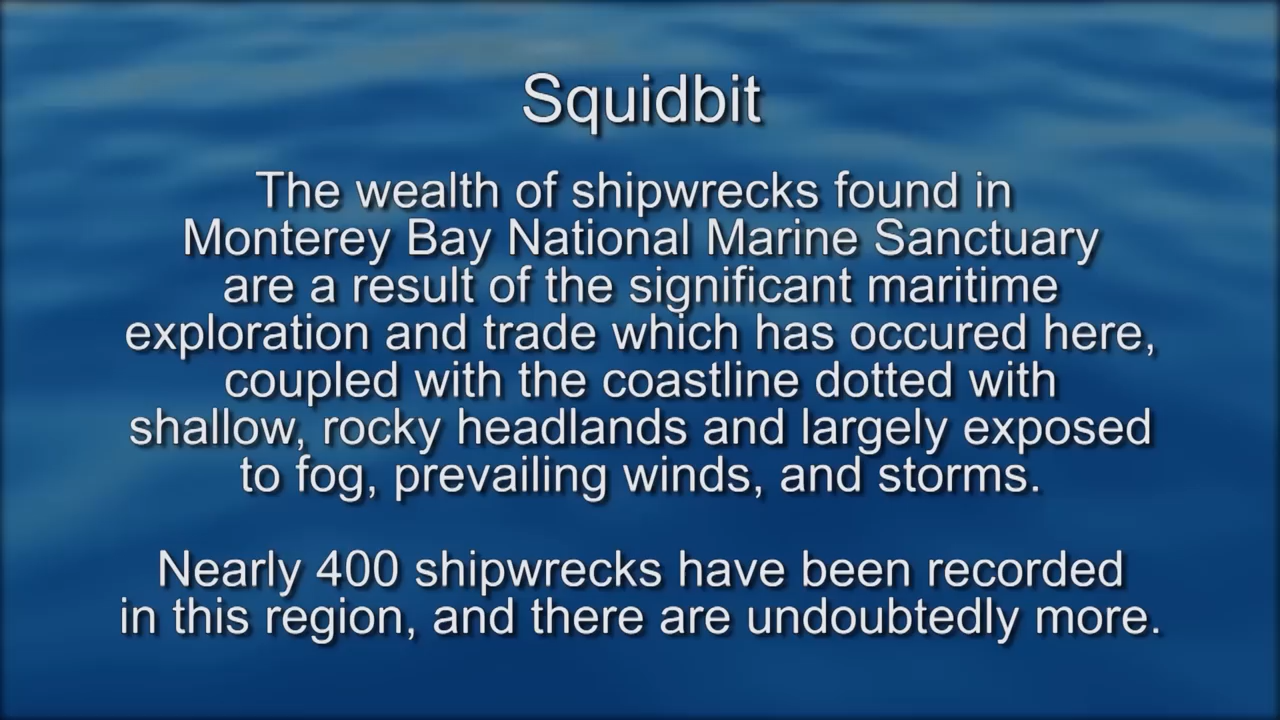 Squidbit
The wealth of shipwrecks found in
Monterey Bay National Marine Sanctuary
are a result of the significant maritime
exploration and trade which has occured here,
coupled with the coastline dotted with
shallow, rocky headlands and largely exposed
to fog, prevailing winds, and storms.
Nearly 400 shipwrecks have been recorded
in this region, and there are undoubtedly more.